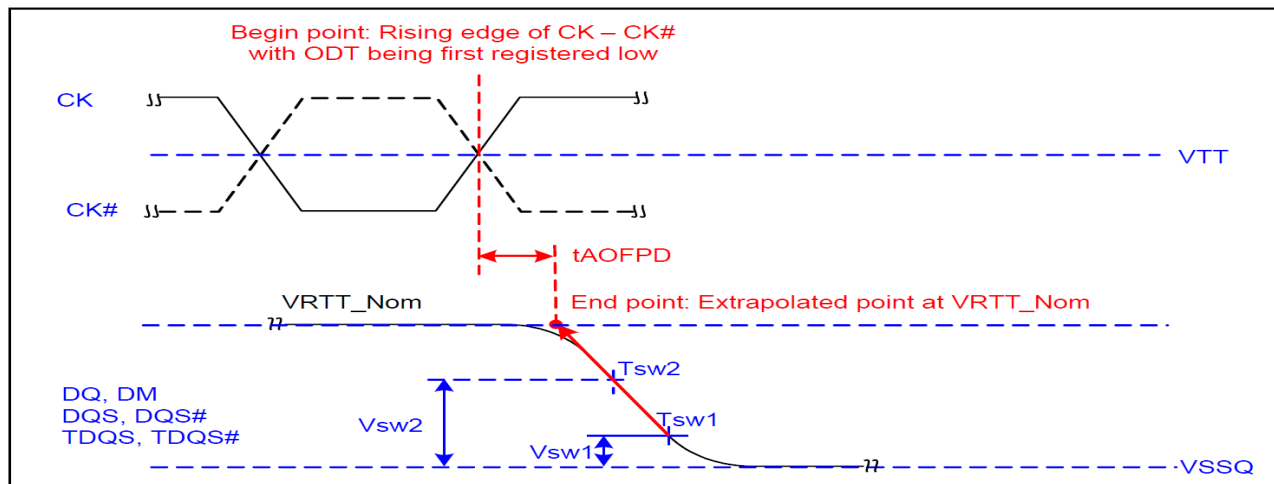 Begin point: Rising edge of CK – CK#
with ODT being first registered low
CK
VTT
CK#
tAOFPD
VRTT_Nom
End point: Extrapolated point at VRTT_Nom
Tsw2
DQ, DM
DQS, DQS#
TDQS, TDQS#
Vsw2
Tsw1
Vsw1
VSSQ